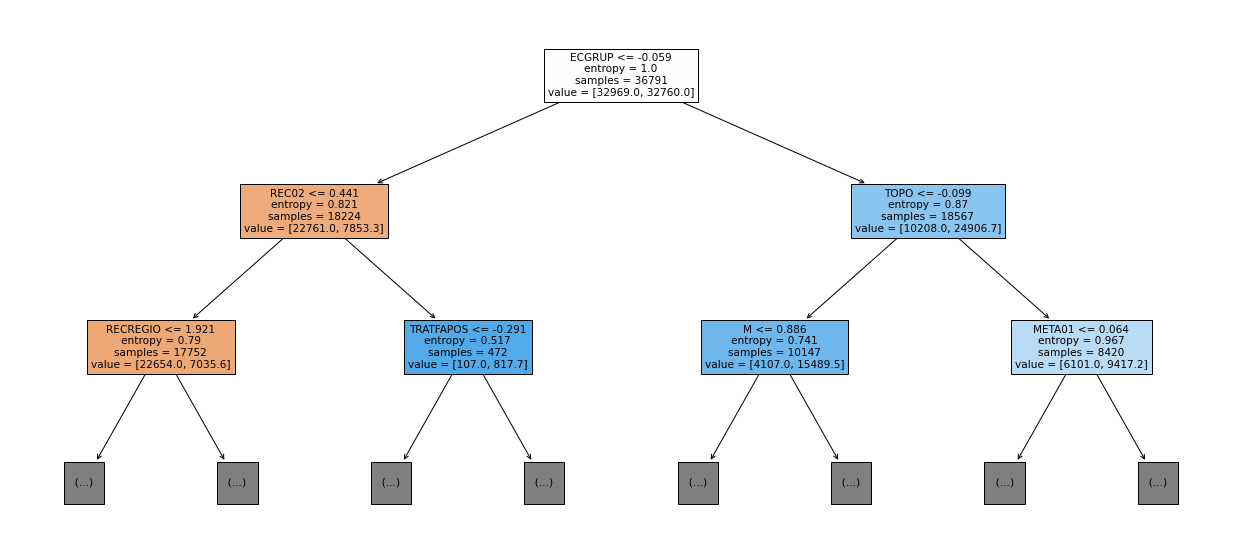 ECGRUP <= -0.059
entropy = 1.0
samples = 36791
value = [32969.0, 32760.0]
REC02 <= 0.441
entropy = 0.821
samples = 18224
value = [22761.0, 7853.3]
TOPO <= -0.099
entropy = 0.87
samples = 18567
value = [10208.0, 24906.7]
RECREGIO <= 1.921
entropy = 0.79
samples = 17752
value = [22654.0, 7035.6]
TRATFAPOS <= -0.291
entropy = 0.517
samples = 472
value = [107.0, 817.7]
M <= 0.886
entropy = 0.741
samples = 10147
value = [4107.0, 15489.5]
META01 <= 0.064
entropy = 0.967
samples = 8420
value = [6101.0, 9417.2]
(...)
(...)
(...)
(...)
(...)
(...)
(...)
(...)